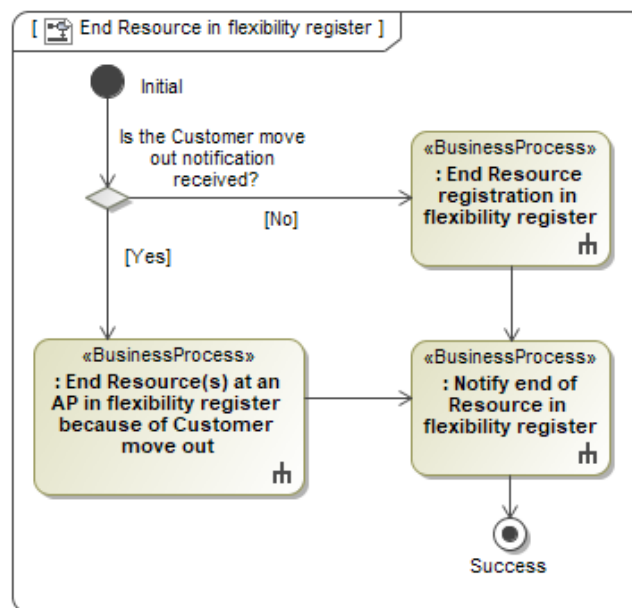 [ End Resource in flexibility register ]
Initial
Is the Customer move
out notification
received?
[No]
[Yes]
«BusinessProcess»
: End Resource
registration in
flexibility register
«BusinessProcess»
: End Resource(s) at an
AP in flexibility register
because of Customer
move out
«BusinessProcess»
: Notify end of
Resource in
flexibility register
Success